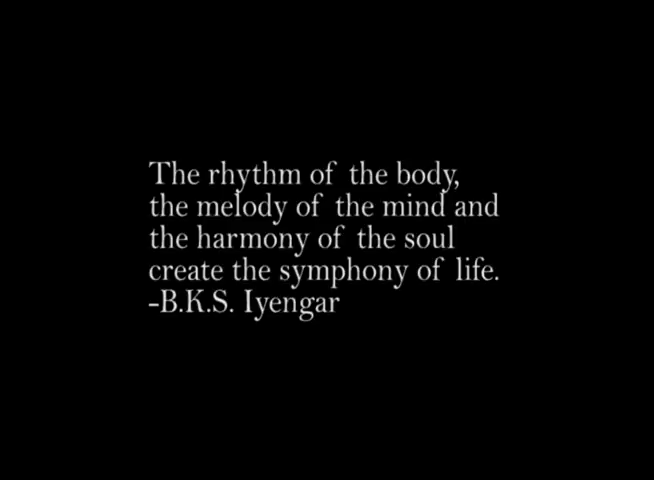 The rhythm of the body,
the melody of the mind and
the harmony of the soul
create the symphony of life.
-B.K.S. Iyengar